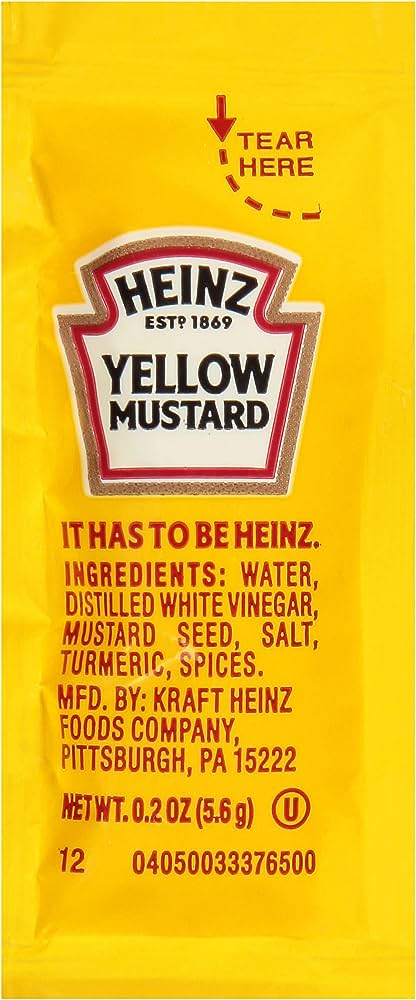 TEAR
HERE
HEINZ
ESTD 1869
YELLOW
MUSTARD
IT HAS TO BE HEINZ.
INGREDIENTS: WATER,
DISTILLED WHITE VINEGAR,
MUSTARD SEED, SALT,
TURMERIC, SPICES.
MFD. BY: KRAFT HEINZ
FOODS COMPANY,
PITTSBURGH, PA 15222
NET WT. 0.2 OZ (5.6 g) U
12 04050033376500